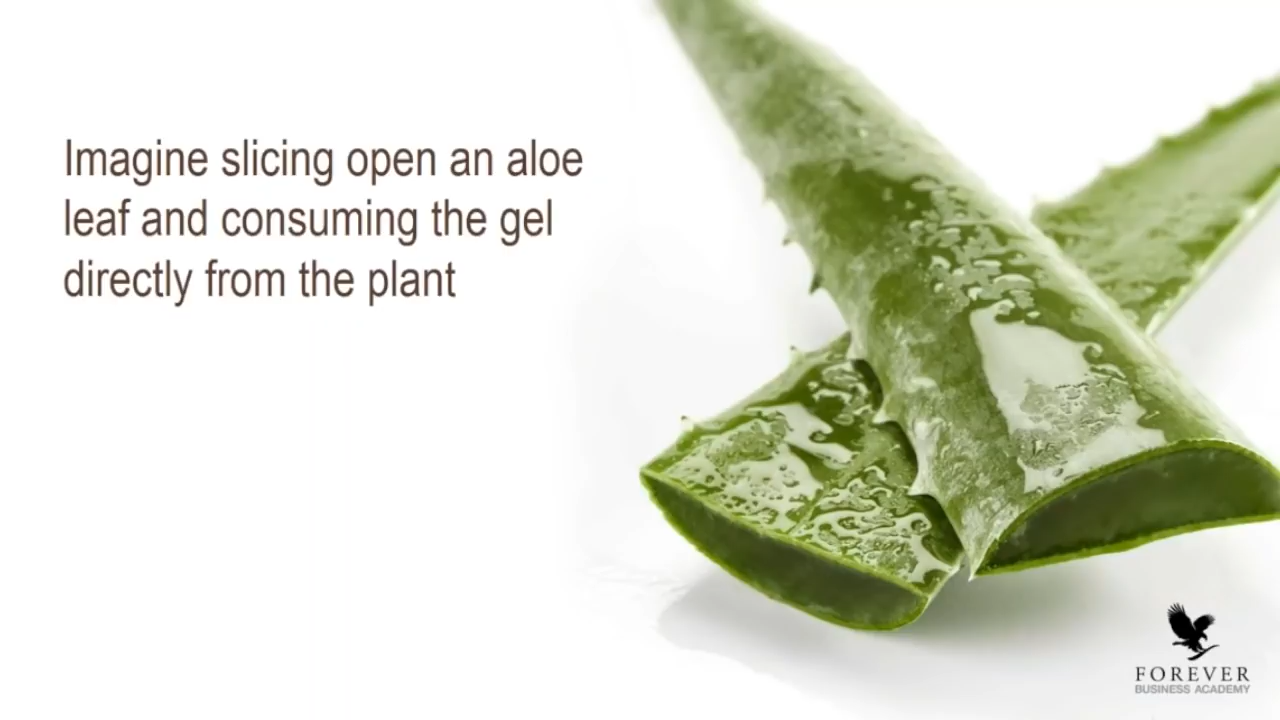 Imagine slicing open an aloe
leaf and consuming the gel
directly from the plant
FOREVER
BUSINESS ACADEMY